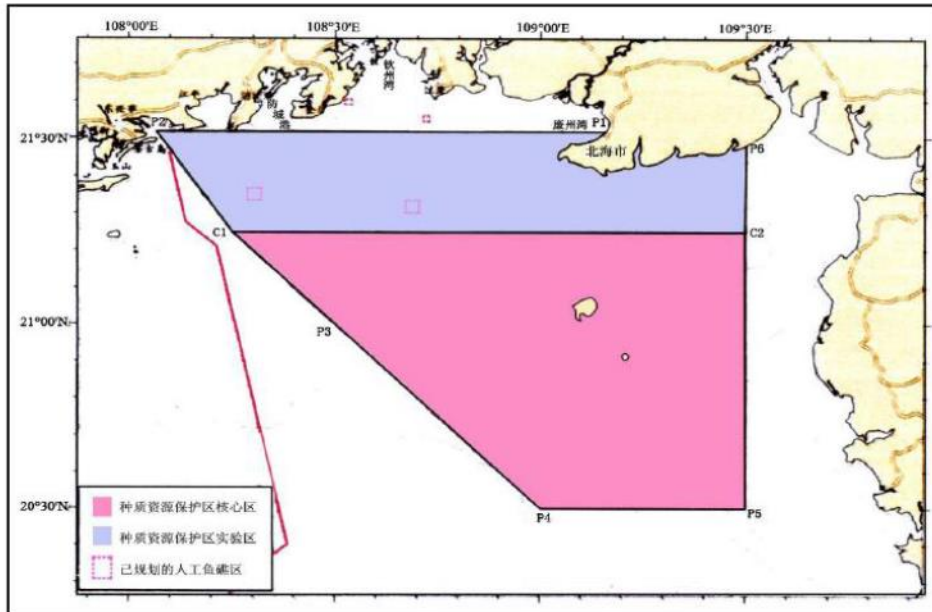 108°00′E 108°30′E 109°00′E 109°30′E
钦州湾
防城港
P2
廉州湾 P1
21°30′N
北海市
P6
C1
C2
21°00′N
P3
20°30′N
P4
P5
种质资源保护区核心区
种质资源保护区实验区
已规划的人工鱼礁区